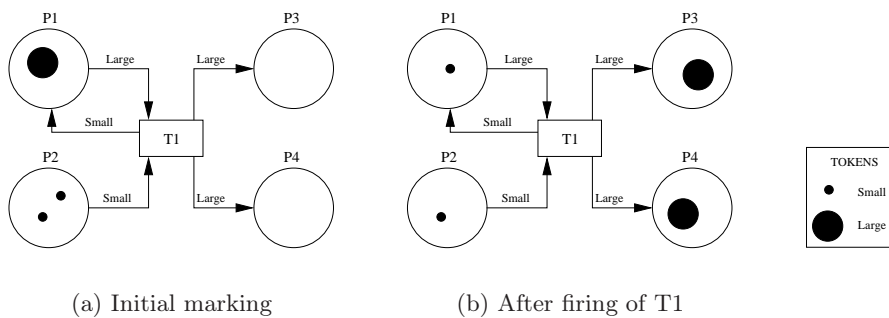 P1
P3
Large
Large
Small
T1
P2
P4
Small
Large
P1
P3
Large
Large
Small
T1
P2
P4
Small
Large
TOKENS
Small
Large
(a) Initial marking
(b) After firing of T1